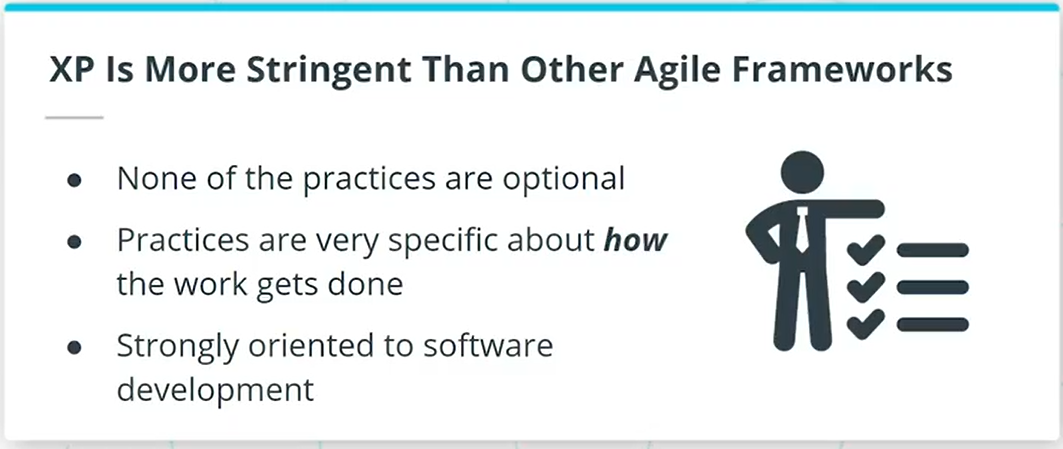 XP Is More Stringent Than Other Agile Frameworks
● None of the practices are optional
● Practices are very specific about how
the work gets done
● Strongly oriented to software
development